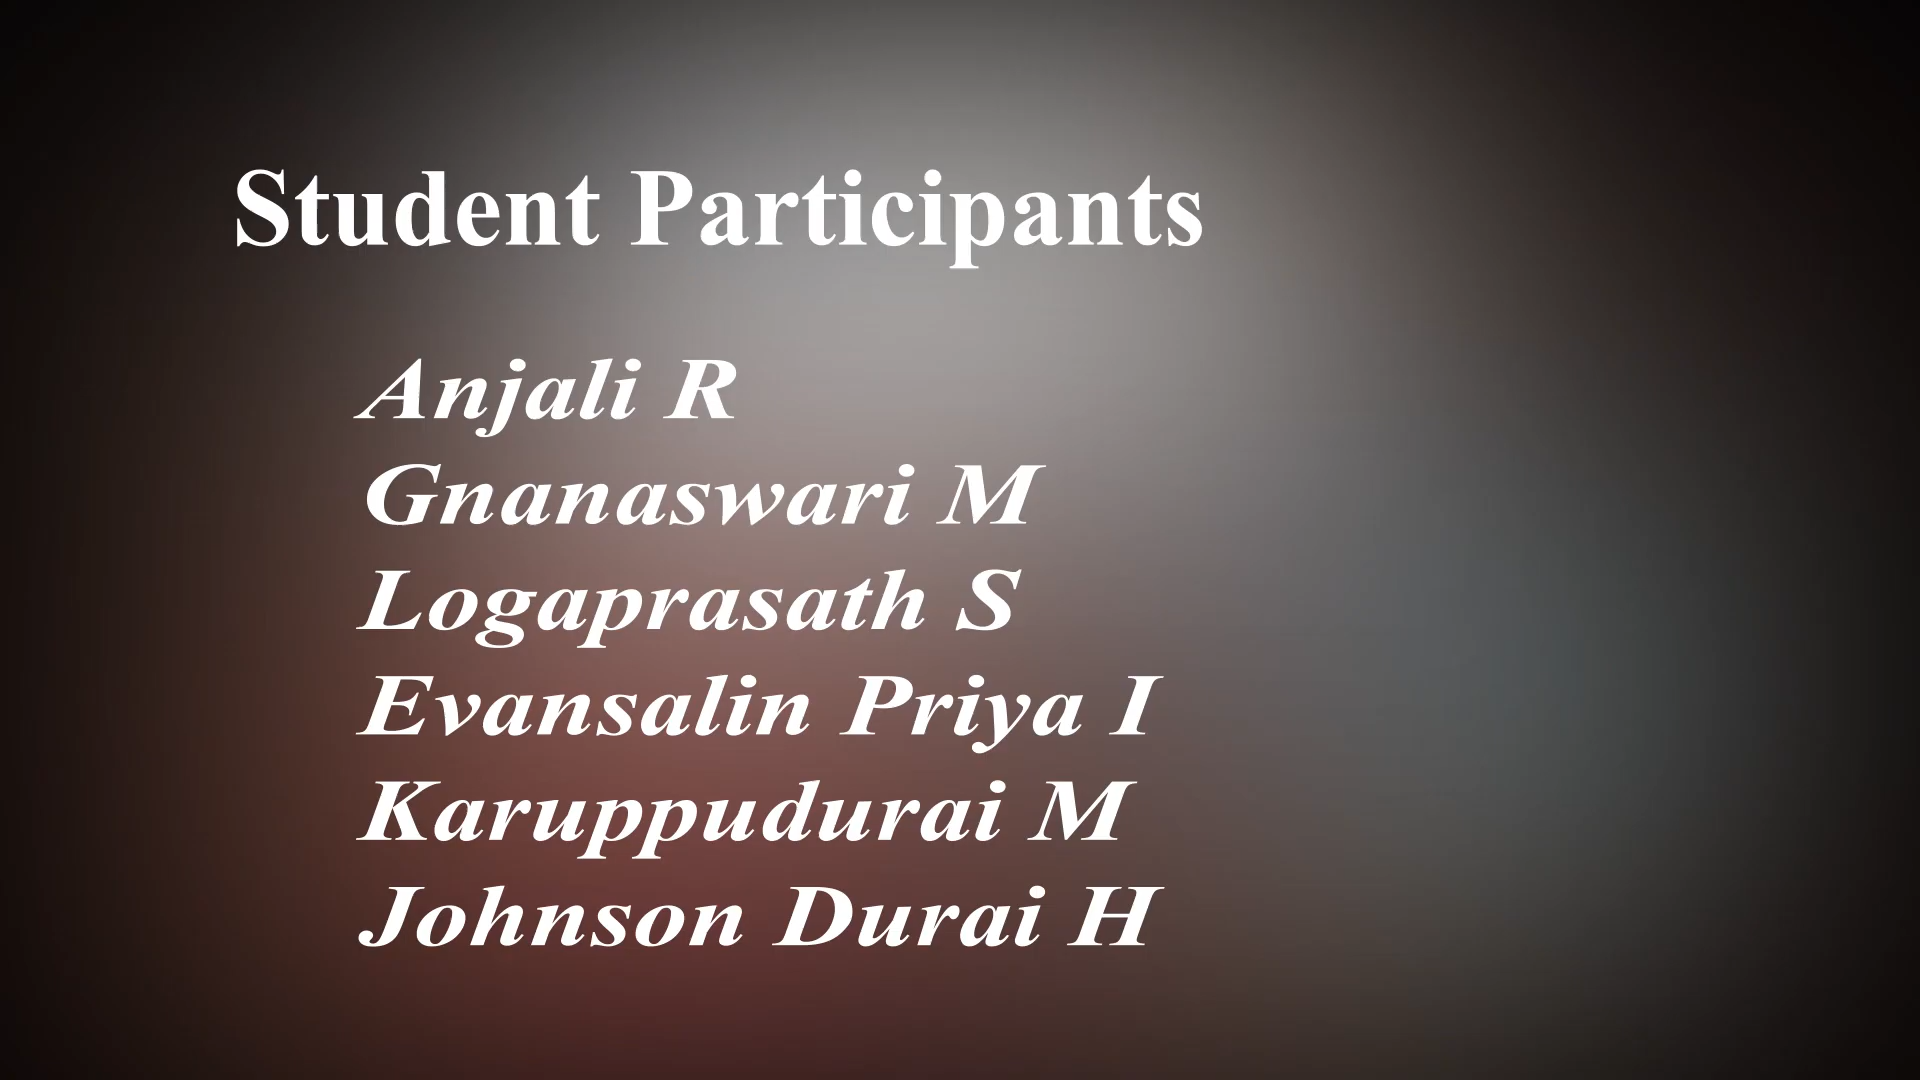 Student Participants
Anjali R
Gnanaswari M
Logaprasath S
Evansalin Priya I
Karuppudurai M
Johnson Durai H